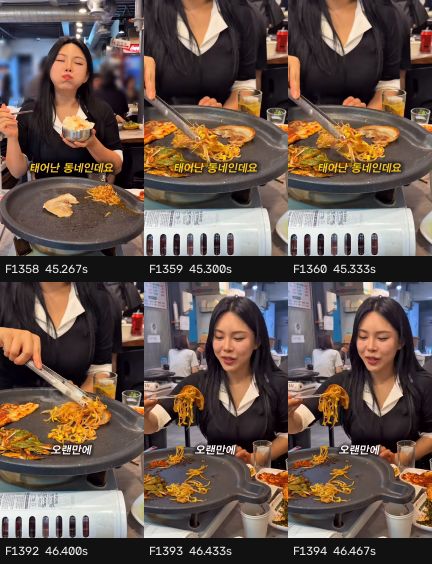 태어난 동네인데요
태어난 동네인데요
태어난 동네인데요
F1358 45.267s
F1359 45.300s
F1360 45.333s
오랜만에
오랜만에
오랜만에
F1392 46.400s
F1393 46.433s
F1394 46.467s